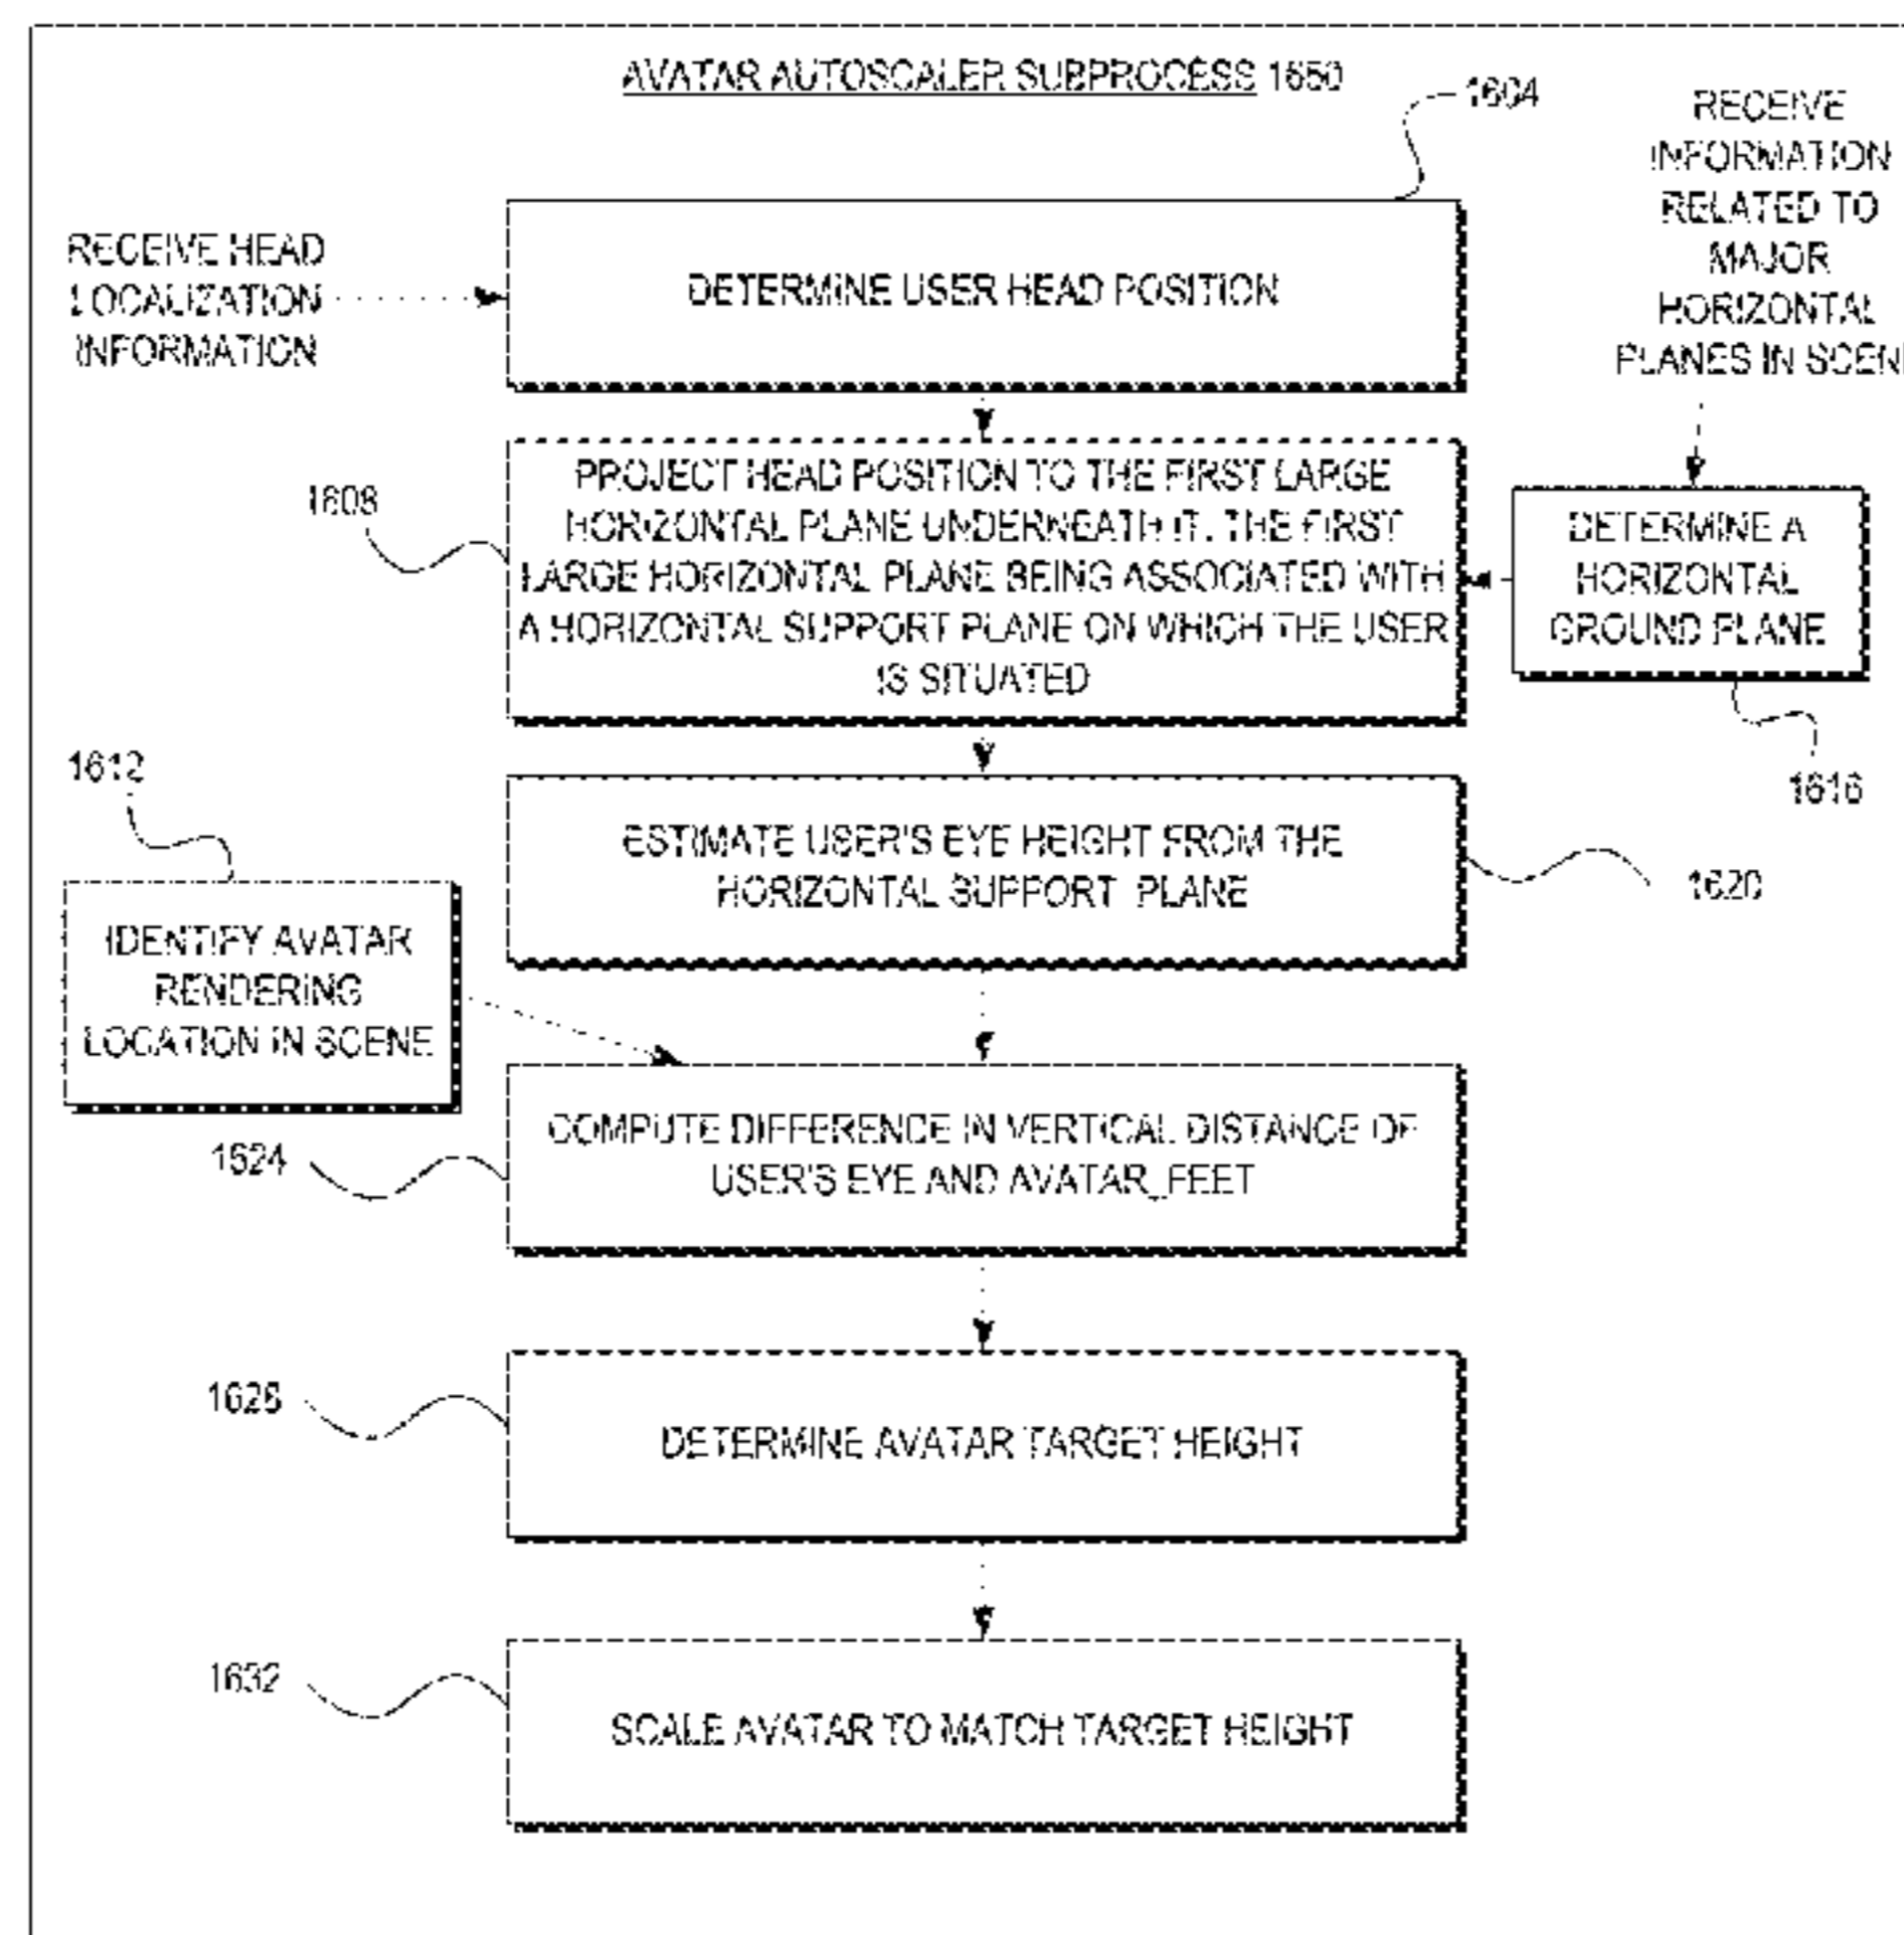 AVATAR AUTOSCALER SUBPROCESS 1650
1604
RECEIVE
INFORMATION
RELATED TO
MAJOR
HORIZONTAL
PLANES IN SCEN
RECEIVE HEAD
LOCALIZATION
INFORMATION
DETERMINE USER HEAD POSITION
1608
PROJECT HEAD POSITION TO THE FIRST LARGE
HORIZONTAL PLANE UNDERNEATH IT, THE FIRST
LARGE HORIZONTAL PLANE BEING ASSOCIATED WITH
A HORIZONTAL SUPPORT PLANE ON WHICH THE USER
IS SITUATED
DETERMINE A
HORIZONTAL
GROUND PLANE
1616
1612
ESTIMATE USER'S EYE HEIGHT FROM THE
HORIZONTAL SUPPORT PLANE
1620
IDENTIFY AVATAR
RENDERING
LOCATION IN SCENE
1624
COMPUTE DIFFERENCE IN VERTICAL DISTANCE OF
USER'S EYE AND AVATAR_FEET
1628
DETERMINE AVATAR TARGET HEIGHT
1632
SCALE AVATAR TO MATCH TARGET HEIGHT